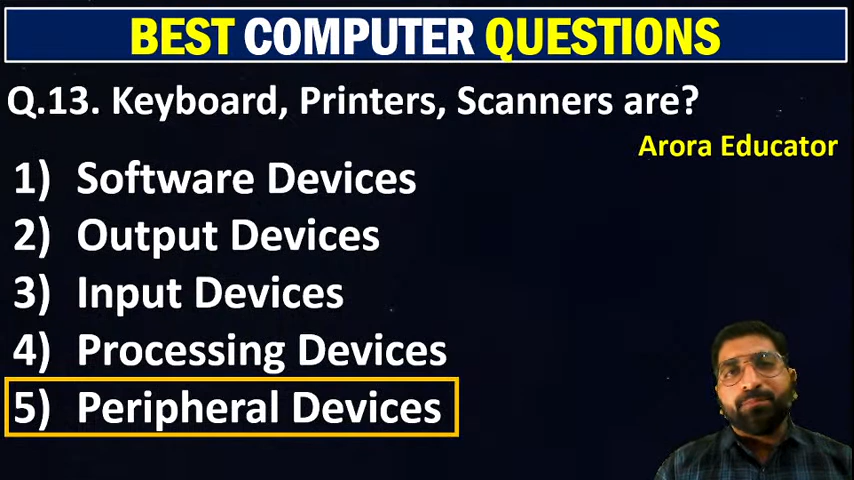 BEST COMPUTER QUESTIONS
Q.13. Keyboard, Printers, Scanners are?
Arora Educator
1) Software Devices
2) Output Devices
3) Input Devices
4) Processing Devices
5) Peripheral Devices